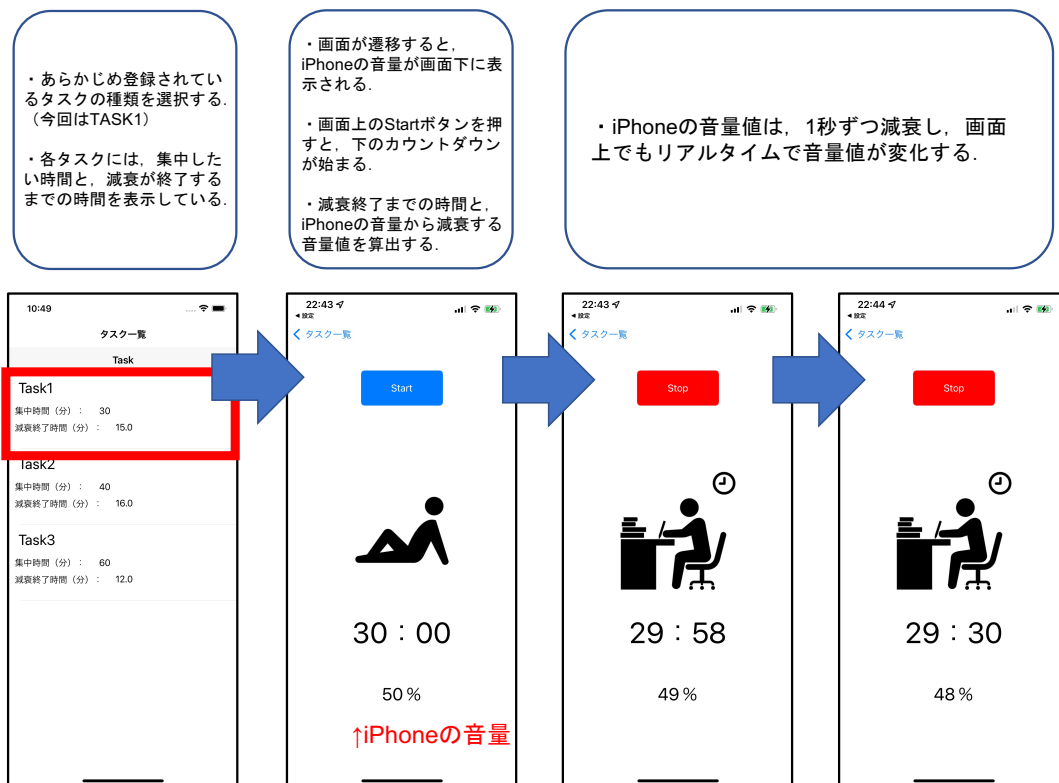 ・あらかじめ登録されてい
るタスクの種類を選択する.
（今回はTASK1）
・各タスクには，集中した
い時間と，減衰が終了する
までの時間を表示している.
・画面が遷移すると，
iPhoneの音量が画面下に表
示される.
・画面上のStartボタンを押
すと，下のカウントダウン
が始まる.
・減衰終了までの時間と，
iPhoneの音量から減衰する
音量値を算出する.
・iPhoneの音量値は，1秒ずつ減衰し，画面
上でもリアルタイムで音量値が変化する.
10:49
タスク一覧
Task
Task1
集中時間（分）： 30
減衰終了時間（分）： 15.0
Task2
集中時間（分）： 40
減衰終了時間（分）： 16.0
Task3
集中時間（分）： 60
減衰終了時間（分）： 12.0
22:43
◀ 設定
タスク一覧
Start
30：00
50％
↑iPhoneの音量
22:43
◀ 設定
タスク一覧
Stop
29：58
49％
22:44
◀ 設定
タスク一覧
Stop
29：30
48％